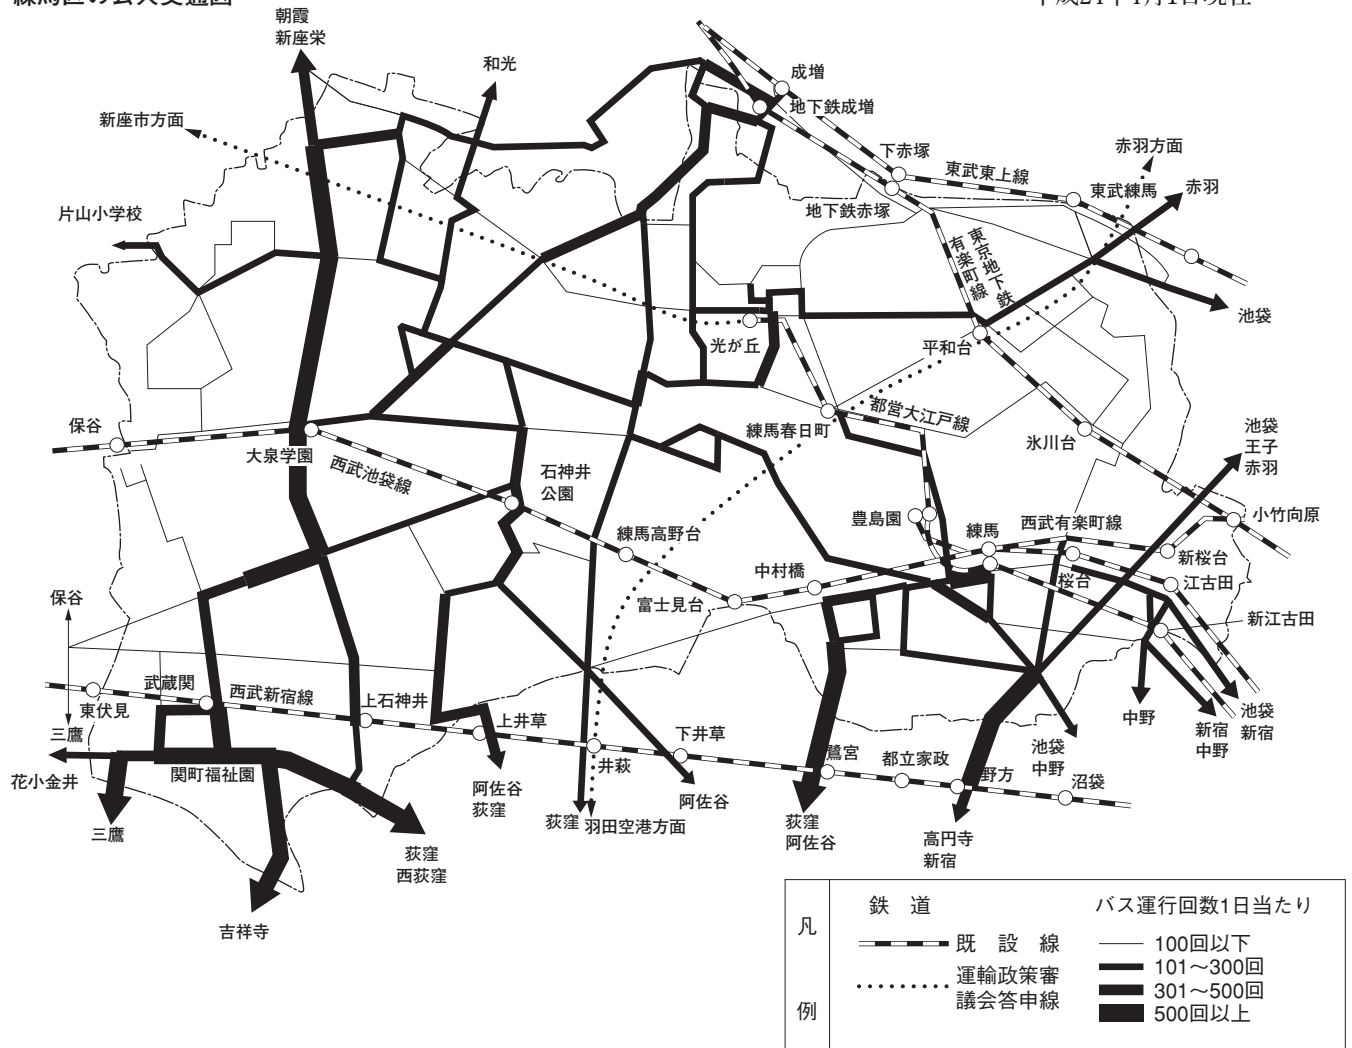 朝霞
新座栄
和光
新座市方面
片山小学校
成増
地下鉄成増
下赤塚
東武東上線
地下鉄赤塚
赤羽方面
東武練馬
赤羽
東京地下鉄
有楽町線
池袋
光が丘
平和台
都営大江戸線
練馬春日町
氷川台
池袋
王子
赤羽
保谷
大泉学園
西武池袋線
石神井
公園
練馬高野台
豊島園
練馬
西武有楽町線
小竹向原
新桜台
中村橋
桜台
江古田
富士見台
新江古田
保谷
武蔵関
西武新宿線
上石神井
東伏見
三鷹
上井草
下井草
中野
新宿
中野
池袋
新宿
池袋
中野
花小金井
関町福祉園
井荻
鷺宮
都立家政
野方
沼袋
阿佐谷
荻窪
阿佐谷
荻窪
羽田空港方面
荻窪
阿佐谷
高円寺
新宿
三鷹
荻窪
西荻窪
吉祥寺
凡例
鉄 道
バス運行回数1日当たり
既 設 線
運輸政策審
議会答申線
100回以下
101〜300回
301〜500回
500回以上